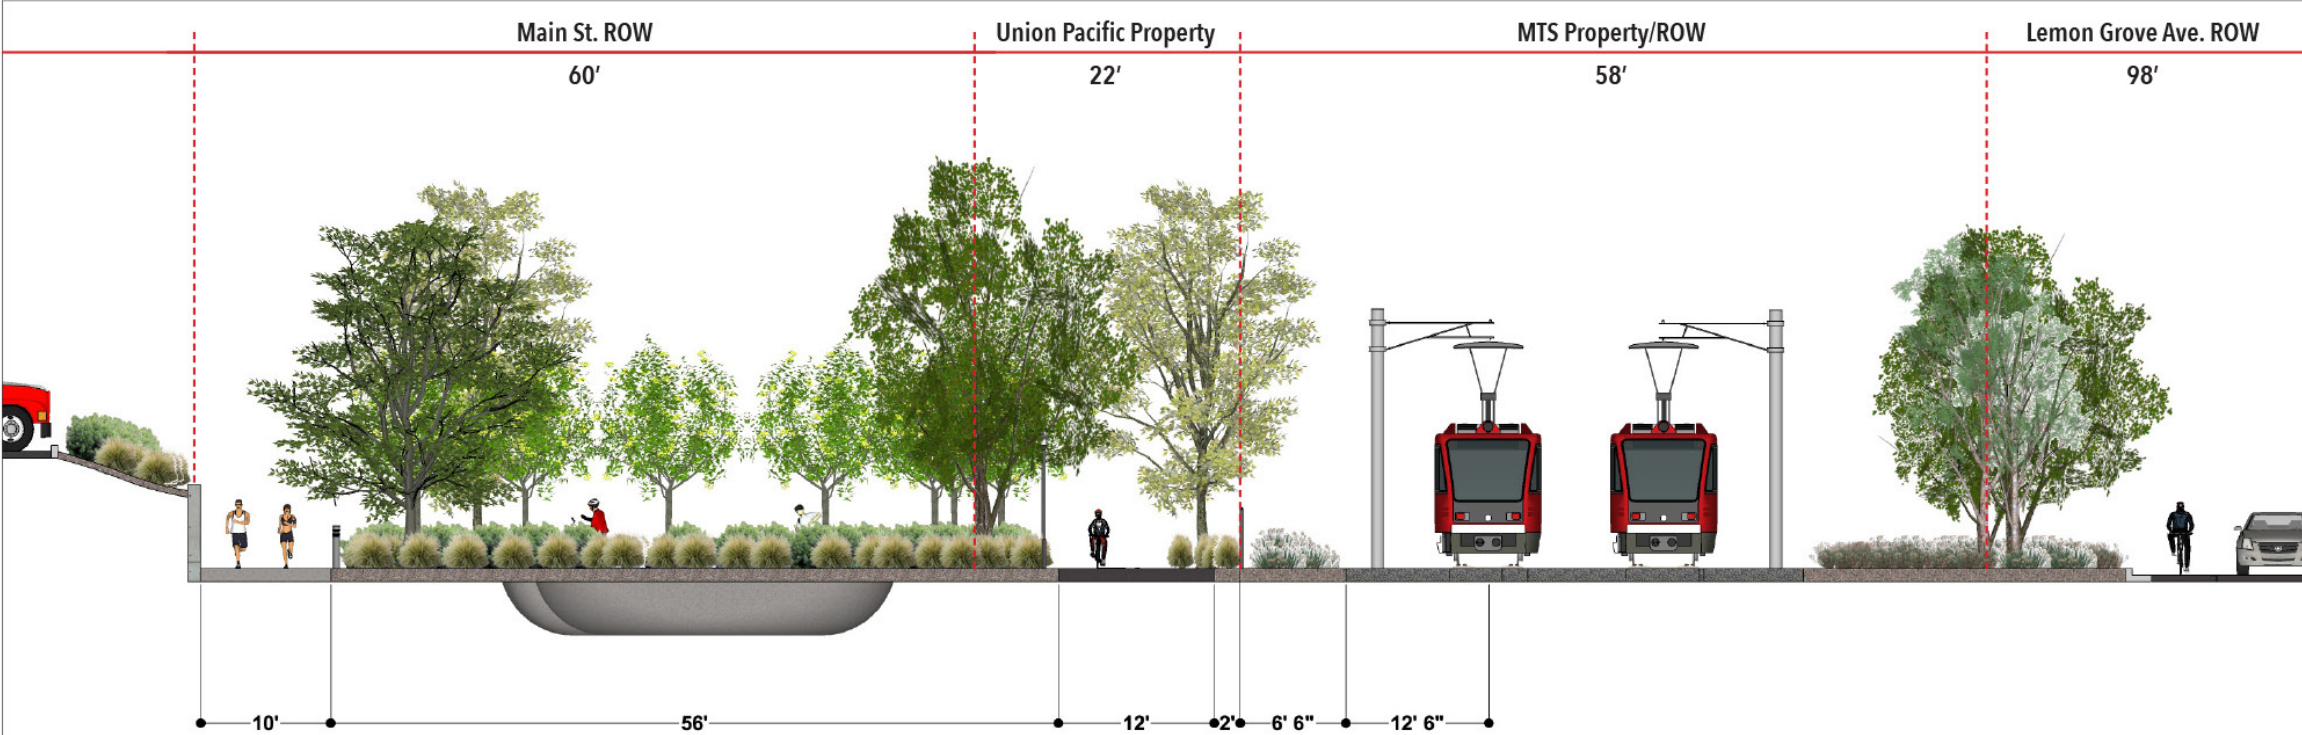 Main St. ROW
Union Pacific Property
MTS Property/ROW
Lemon Grove Ave. ROW
60′
22′
58′
98′
10'
56'
12'
2'
6' 6"
12' 6"